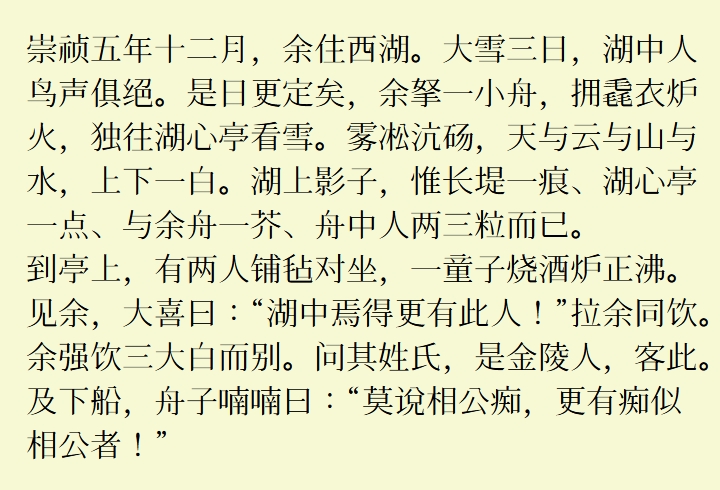 崇祯五年十二月，余住西湖。大雪三日，湖中人
鸟声俱绝。是日更定矣，余拏一小舟，拥毳衣炉
火，独往湖心亭看雪。雾凇沆砀，天与云与山与
水，上下一白。湖上影子，惟长堤一痕、湖心亭
一点、与余舟一芥、舟中人两三粒而已。
到亭上，有两人铺毡对坐，一童子烧酒炉正沸。
见余，大喜曰：“湖中焉得更有此人！”拉余同饮。
余强饮三大白而别。问其姓氏，是金陵人，客此。
及下船，舟子喃喃曰：“莫说相公痴，更有痴似
相公者！”